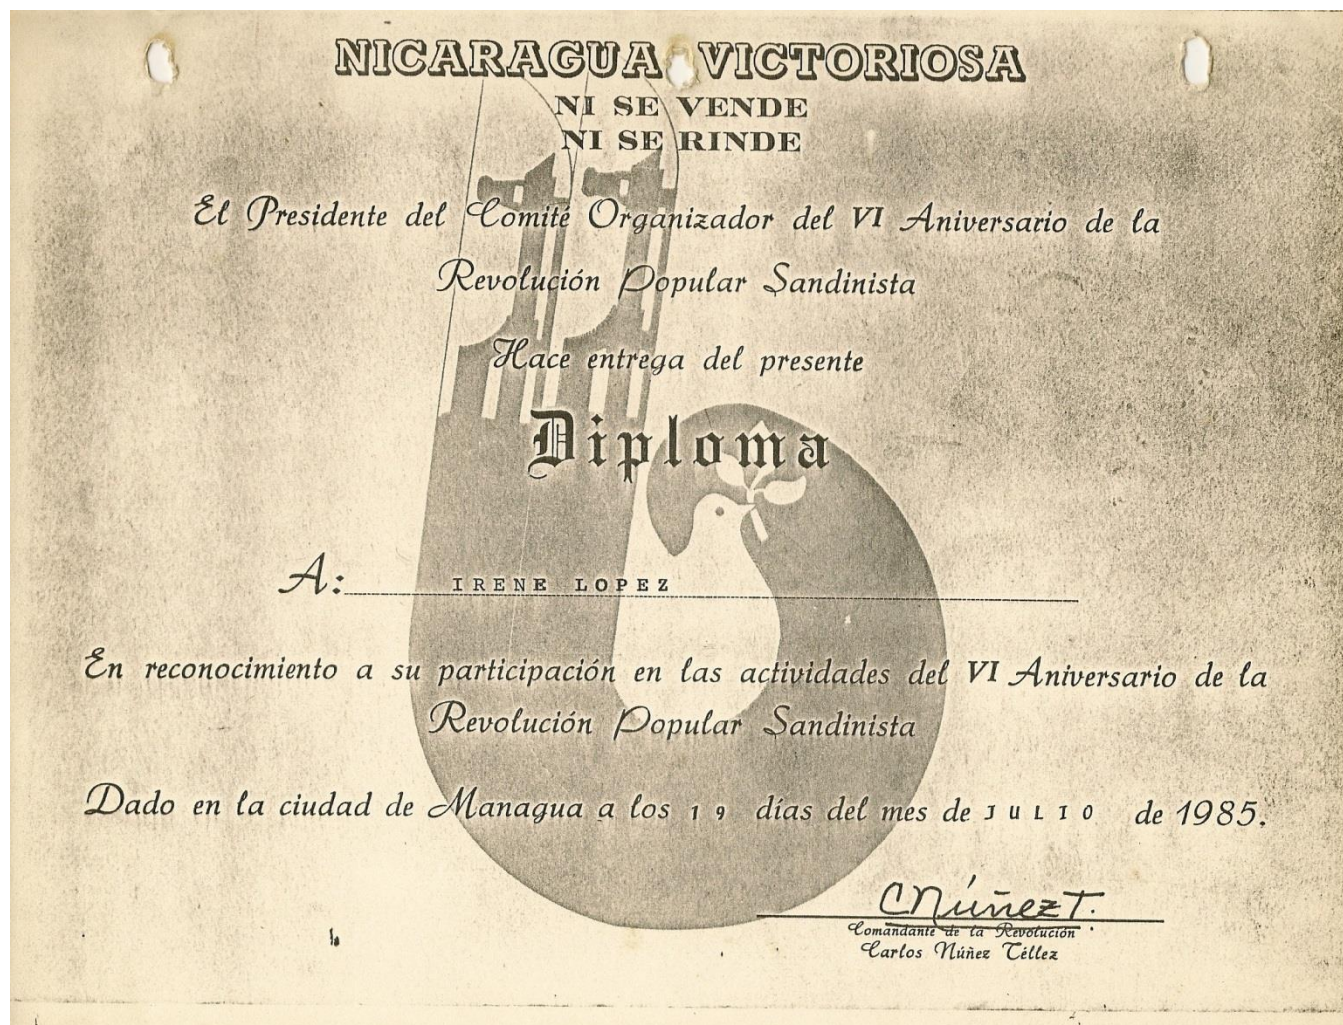 NICARAGUA VICTORIOSA
NI SE VENDE
NI SE RINDE
El Presidente del Comité Organizador del VI Aniversario de la
Revolución Popular Sandinista
Hace entrega del presente
Diploma
A: IRENE LOPEZ
En reconocimiento a su participación en las actividades del VI Aniversario de la
Revolución Popular Sandinista
Dado en la ciudad de Managua a los 19 días del mes de JULIO de 1985.
CNúñezT.
Comandante de la Revolución
Carlos Núñez Téllez